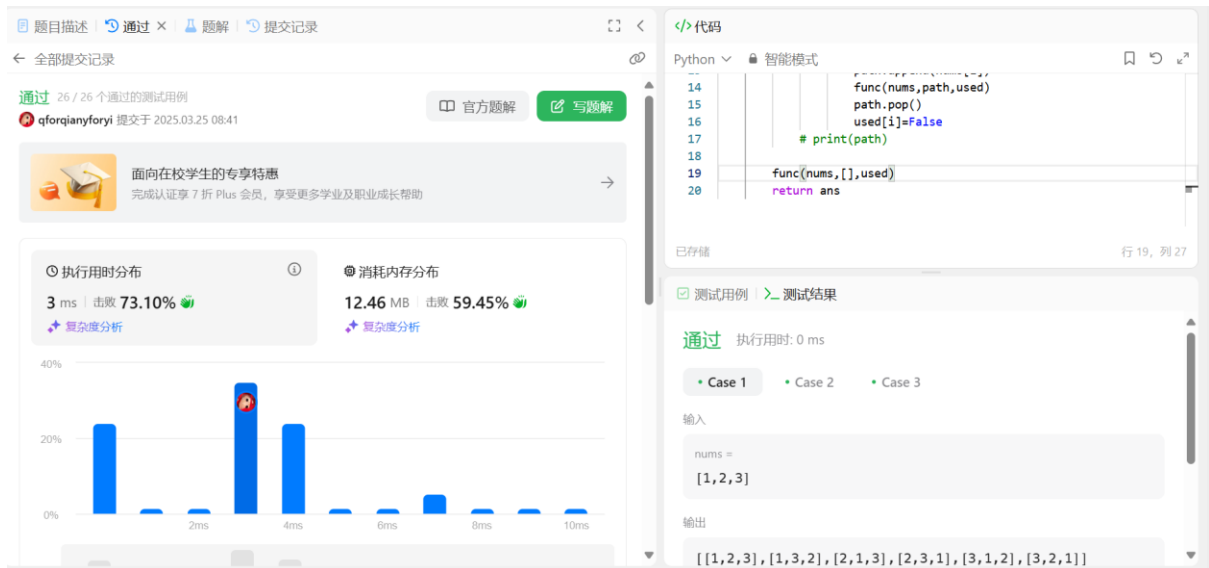 题目描述 通过 × 题解 提交记录
全部提交记录
通过 26 / 26 个通过的测试用例
qforqianyforyi 提交于 2025.03.25 08:41
官方题解
写题解
面向在校学生的专享特惠
完成认证享 7 折 Plus 会员，享受更多学业及职业成长帮助
执行用时分布
3 ms 击败 73.10%
复杂度分析
消耗内存分布
12.46 MB 击败 59.45%
复杂度分析
40%
20%
0%
2ms 4ms 6ms 8ms 10ms
</>代码
Python 智能模式
14 func(nums,path,used)
15 path.pop()
16 used[i]=False
17 # print(path)
18
19 func(nums,[],used)
20 return ans
已存储 行 19，列 27
测试用例 >_ 测试结果
通过 执行用时: 0 ms
• Case 1 • Case 2 • Case 3
输入
nums =
[1,2,3]
输出
[[1,2,3],[1,3,2],[2,1,3],[2,3,1],[3,1,2],[3,2,1]]